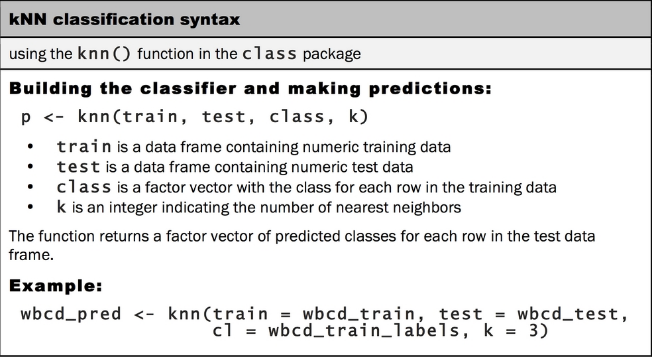 kNN classification syntax
using the knn() function in the class package
Building the classifier and making predictions:
p <- knn(train, test, class, k)
• train is a data frame containing numeric training data
• test is a data frame containing numeric test data
• class is a factor vector with the class for each row in the training data
• k is an integer indicating the number of nearest neighbors
The function returns a factor vector of predicted classes for each row in the test data
frame.
Example:
wbcd_pred <- knn(train = wbcd_train, test = wbcd_test,
cl = wbcd_train_labels, k = 3)